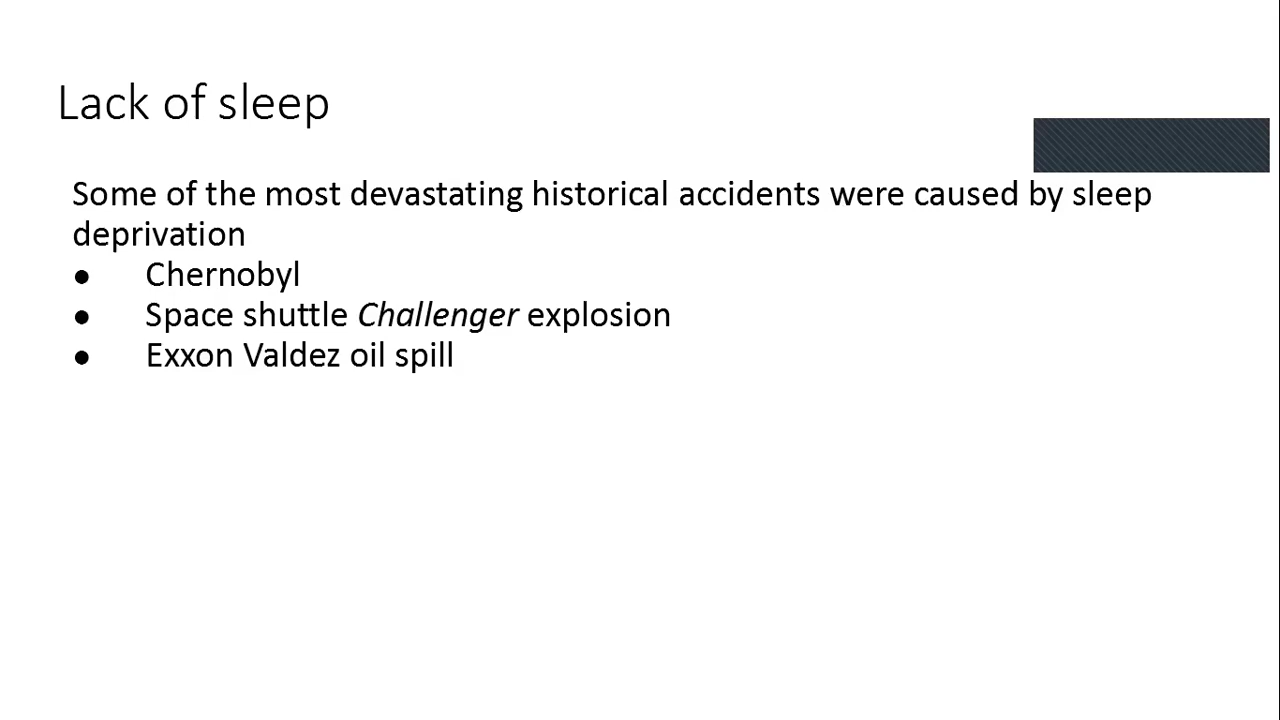 Lack of sleep
Some of the most devastating historical accidents were caused by sleep
deprivation
● Chernobyl
● Space shuttle Challenger explosion
● Exxon Valdez oil spill